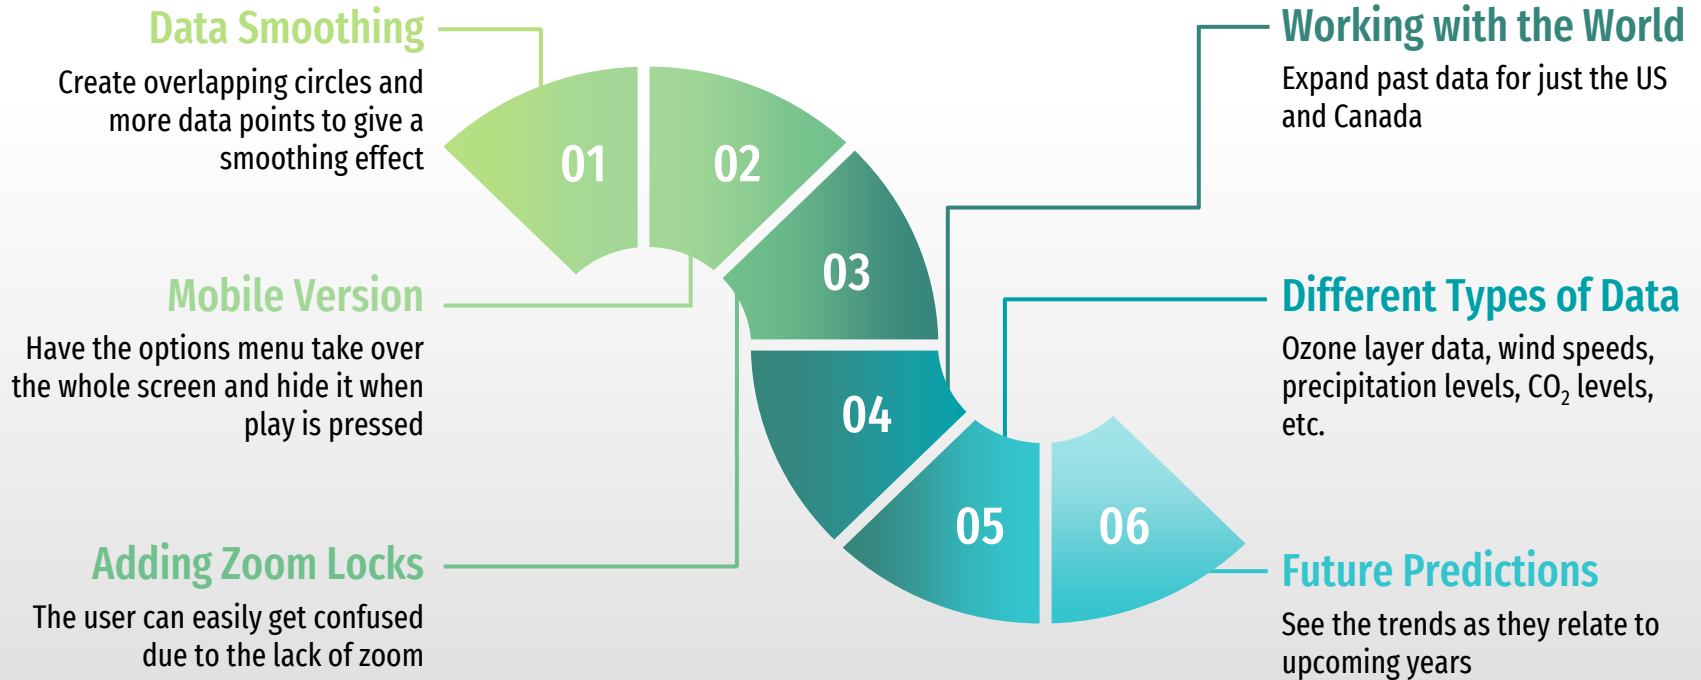 Data Smoothing
Create overlapping circles and
more data points to give a
smoothing effect
Mobile Version
Have the options menu take over
the whole screen and hide it when
play is pressed
Adding Zoom Locks
The user can easily get confused
due to the lack of zoom
01
02
03
04
05
06
Working with the World
Expand past data for just the US
and Canada
Different Types of Data
Ozone layer data, wind speeds,
precipitation levels, CO₂ levels,
etc.
Future Predictions
See the trends as they relate to
upcoming years